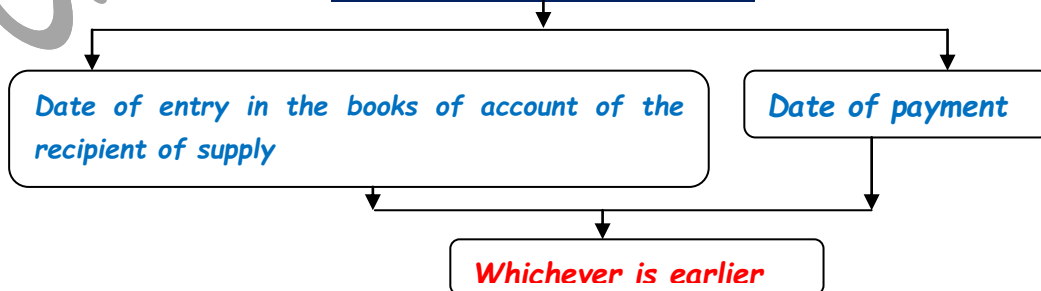 Date of entry in the books of account of the
recipient of supply
Date of payment
Whichever is earlier